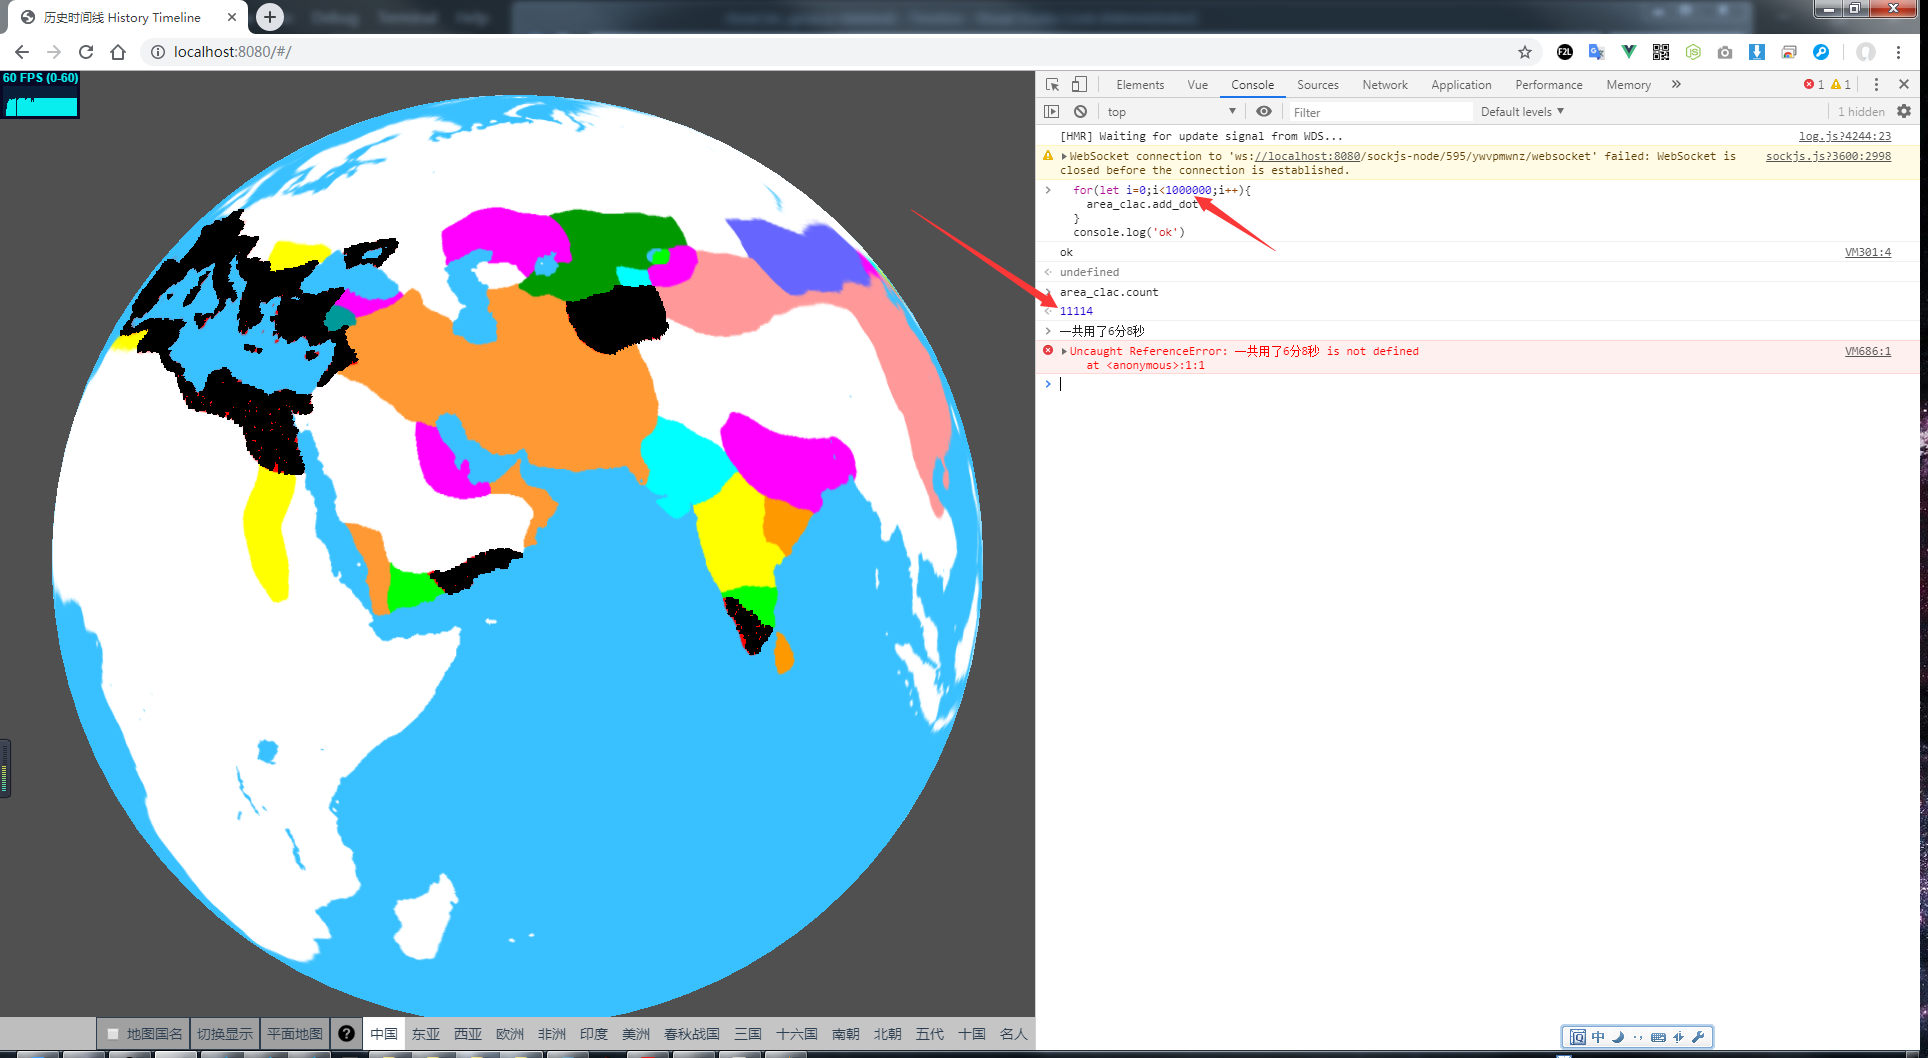 历史时间线 History Timeline
localhost:8080/#/
60 FPS (0-60)
Elements Vue Console Sources Network Application Performance Memory 1 1
top Filter Default levels 1 hidden
[HMR] Waiting for update signal from WDS... log.js?4244:23
WebSocket connection to 'ws://localhost:8080/sockjs-node/595/ywvpmwnz/websocket' failed: WebSocket is sockjs.js?3600:2998
closed before the connection is established.
for(let i=0;i<1000000;i++){
area_clac.add_dot
}
console.log('ok')
ok VM301:4
undefined
area_clac.count
11114
一共用了6分8秒
Uncaught ReferenceError: 一共用了6分8秒 is not defined VM686:1
at <anonymous>:1:1
地图国名 切换显示 平面地图 ? 中国 东亚 西亚 欧洲 非洲 印度 美洲 春秋战国 三国 十六国 南朝 北朝 五代 十国 名人
中